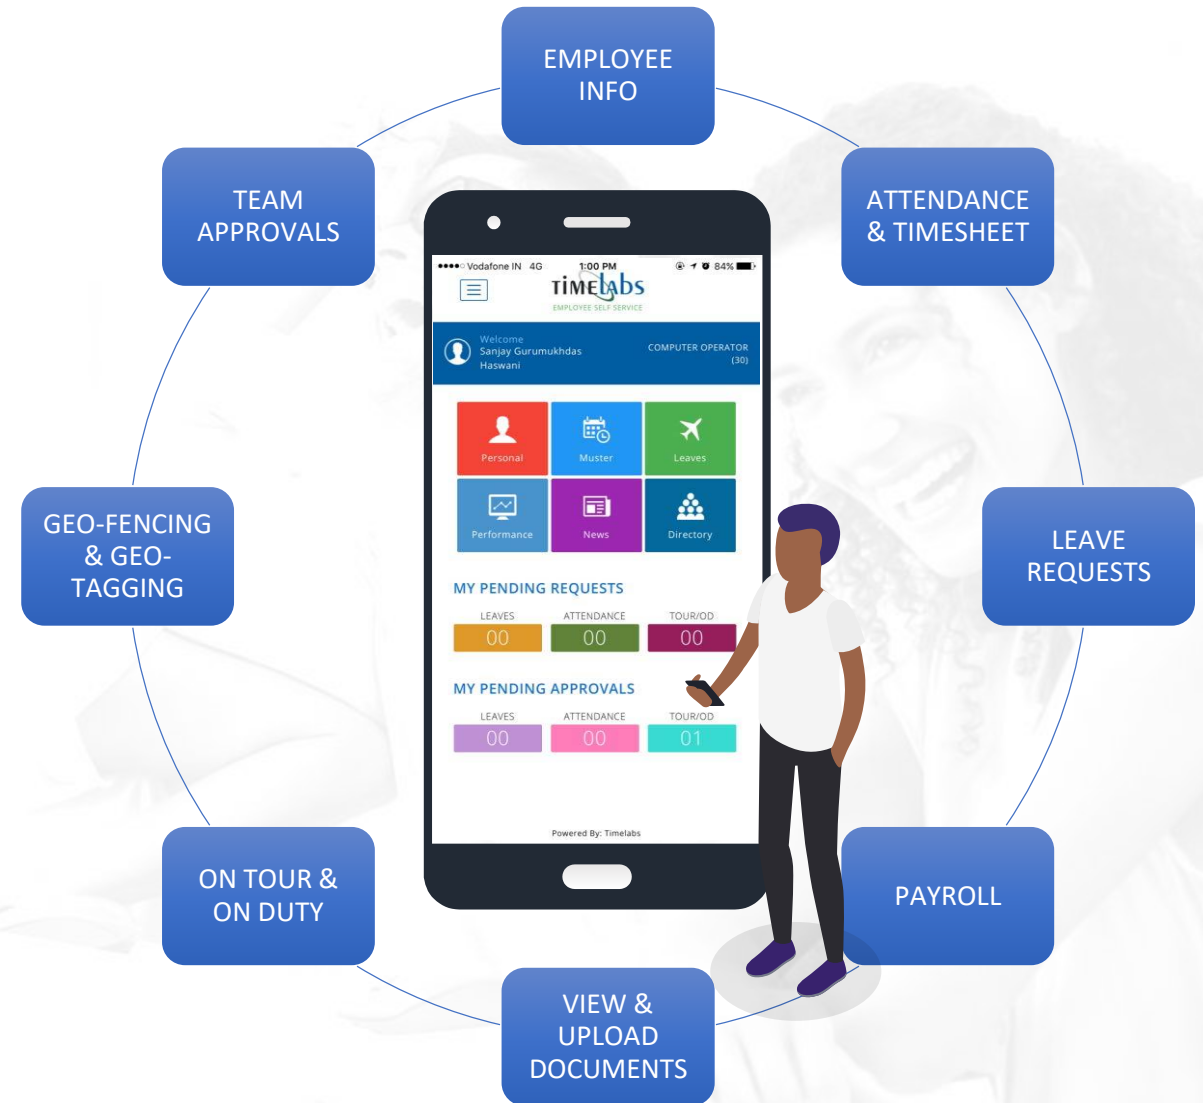 EMPLOYEE
INFO
TEAM
APPROVALS
ATTENDANCE
& TIMESHEET
Vodafone IN 4G 1:00 PM 84%
TIMELABS
EMPLOYEE SELF SERVICE
Welcome
Sanjay Gurumukhdas
Haswani
COMPUTER OPERATOR
(30)
Personal Muster Leaves
Performance News Directory
GEO-FENCING
& GEO-
TAGGING
LEAVE
REQUESTS
MY PENDING REQUESTS
LEAVES ATTENDANCE TOUR/OD
00 00 00
MY PENDING APPROVALS
LEAVES ATTENDANCE TOUR/OD
00 00 01
Powered By: Timelabs
ON TOUR &
ON DUTY
PAYROLL
VIEW &
UPLOAD
DOCUMENTS